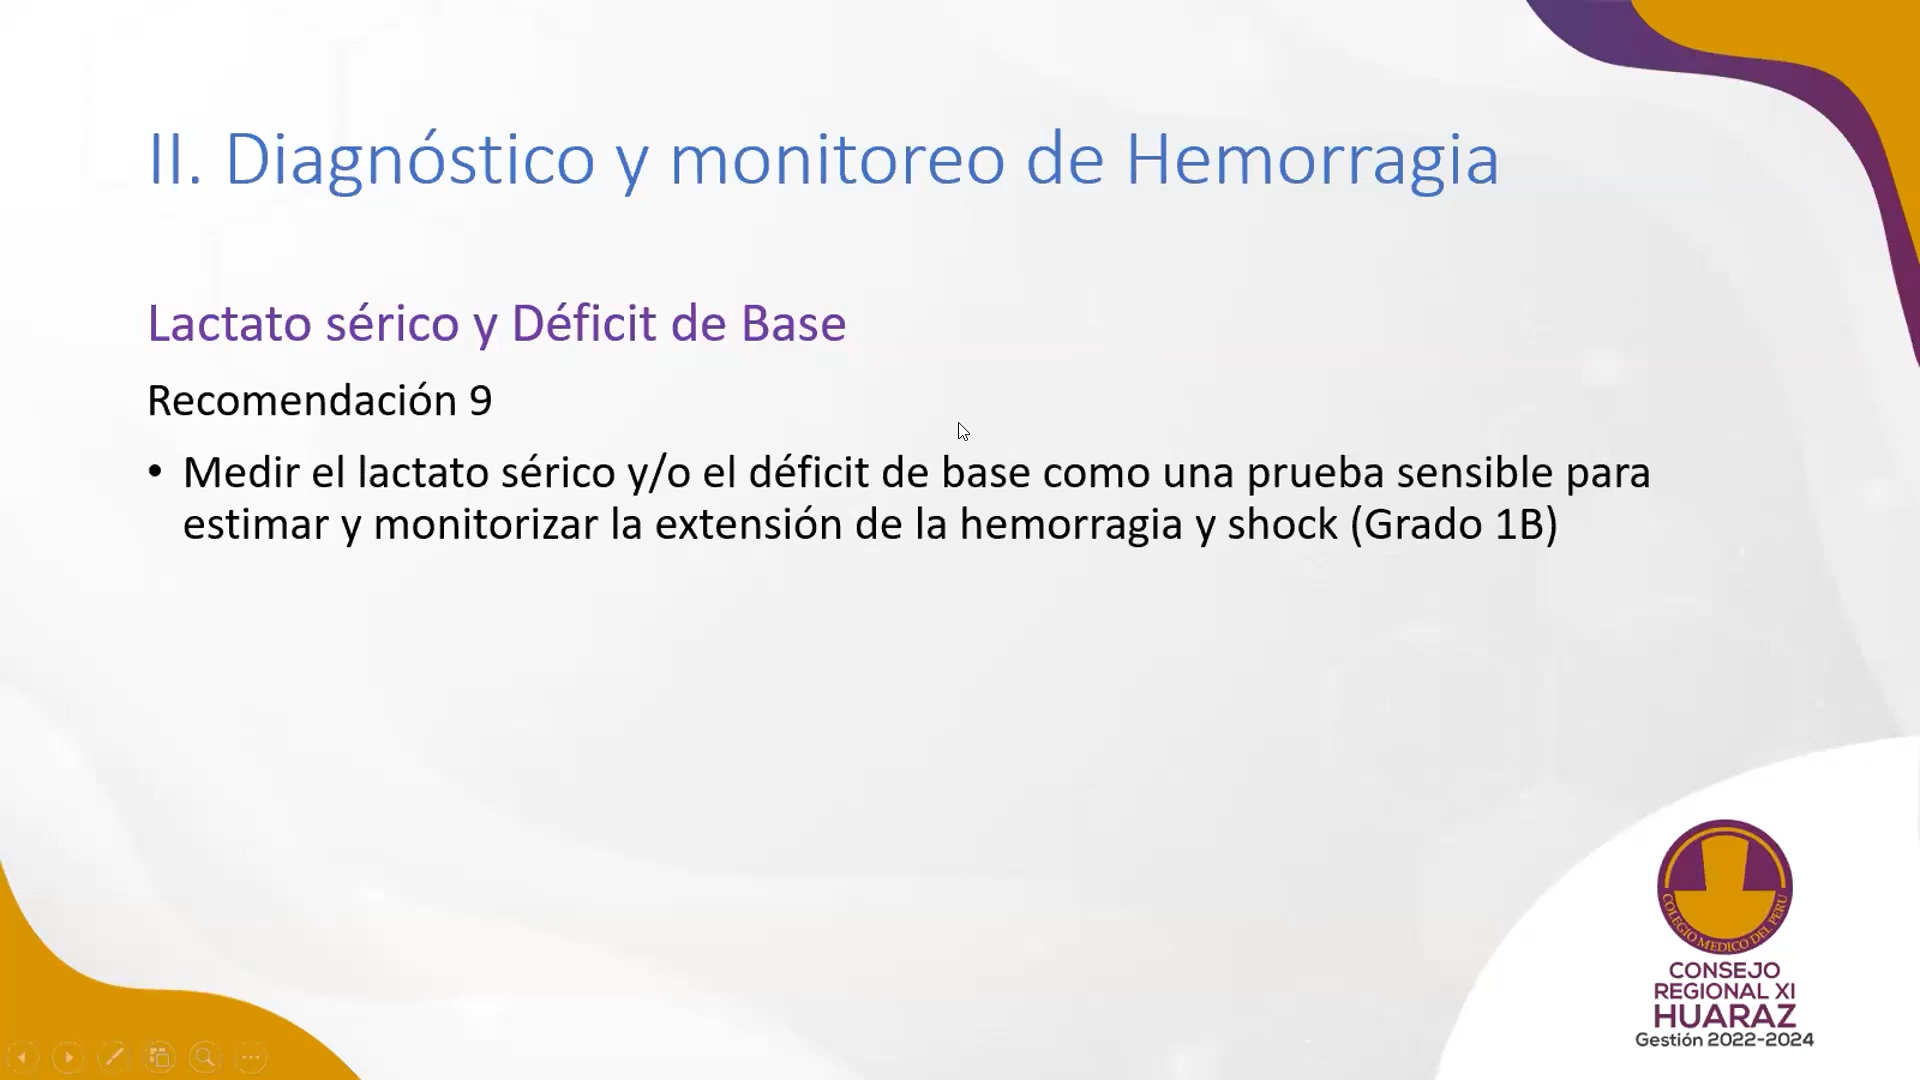 II. Diagnóstico y monitoreo de Hemorragia
Lactato sérico y Déficit de Base
Recomendación 9
• Medir el lactato sérico y/o el déficit de base como una prueba sensible para
estimar y monitorizar la extensión de la hemorragia y shock (Grado 1B)
COLEGIO MEDICO DEL PERU
CONSEJO
REGIONAL XI
HUARAZ
Gestión 2022-2024